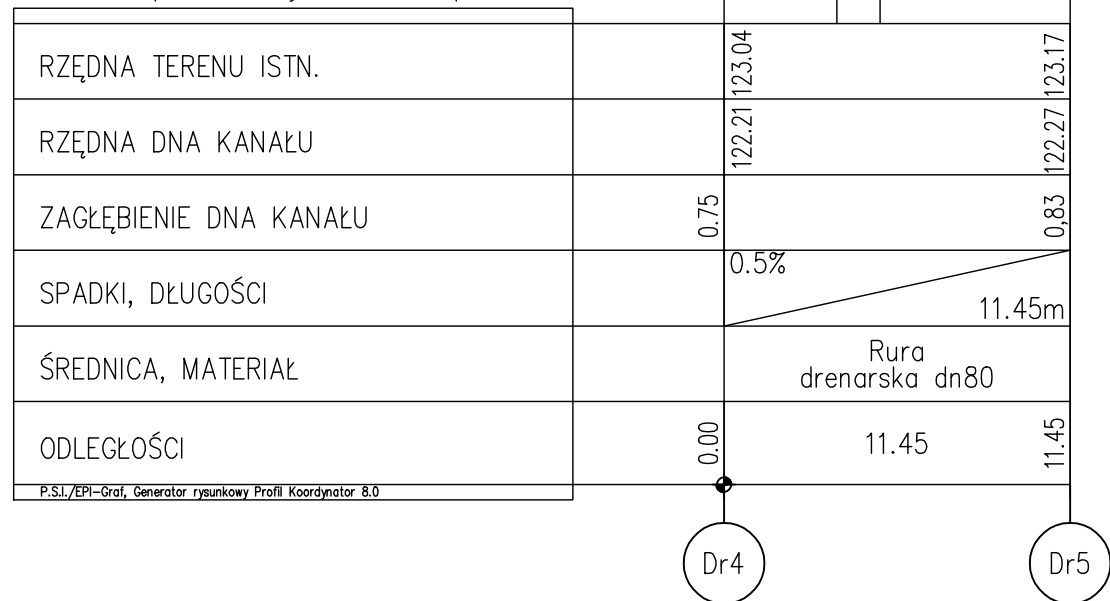 RZĘDNA TERENU ISTN.
123.04
123.17
RZĘDNA DNA KANAŁU
122.21
122.27
ZAGŁĘBIENIE DNA KANAŁU
0.75
0,83
SPADKI, DŁUGOŚCI
0.5%
11.45m
ŚREDNICA, MATERIAŁ
Rura
drenarska dn80
ODLEGŁOŚCI
0.00
11.45
11.45
P.S.I./EPI-Graf, Generator rysunkowy Profil Koordynator 8.0
Dr4
Dr5